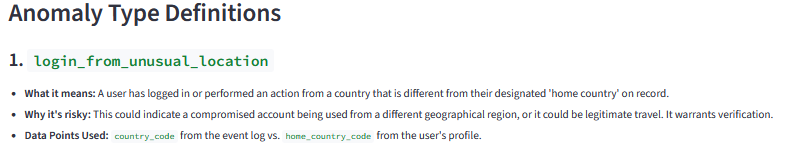 Anomaly Type Definitions
1. login_from_unusual_location
• What it means: A user has logged in or performed an action from a country that is different from their designated 'home country' on record.
• Why it's risky: This could indicate a compromised account being used from a different geographical region, or it could be legitimate travel. It warrants verification.
• Data Points Used: country_code from the event log vs. home_country_code from the user's profile.